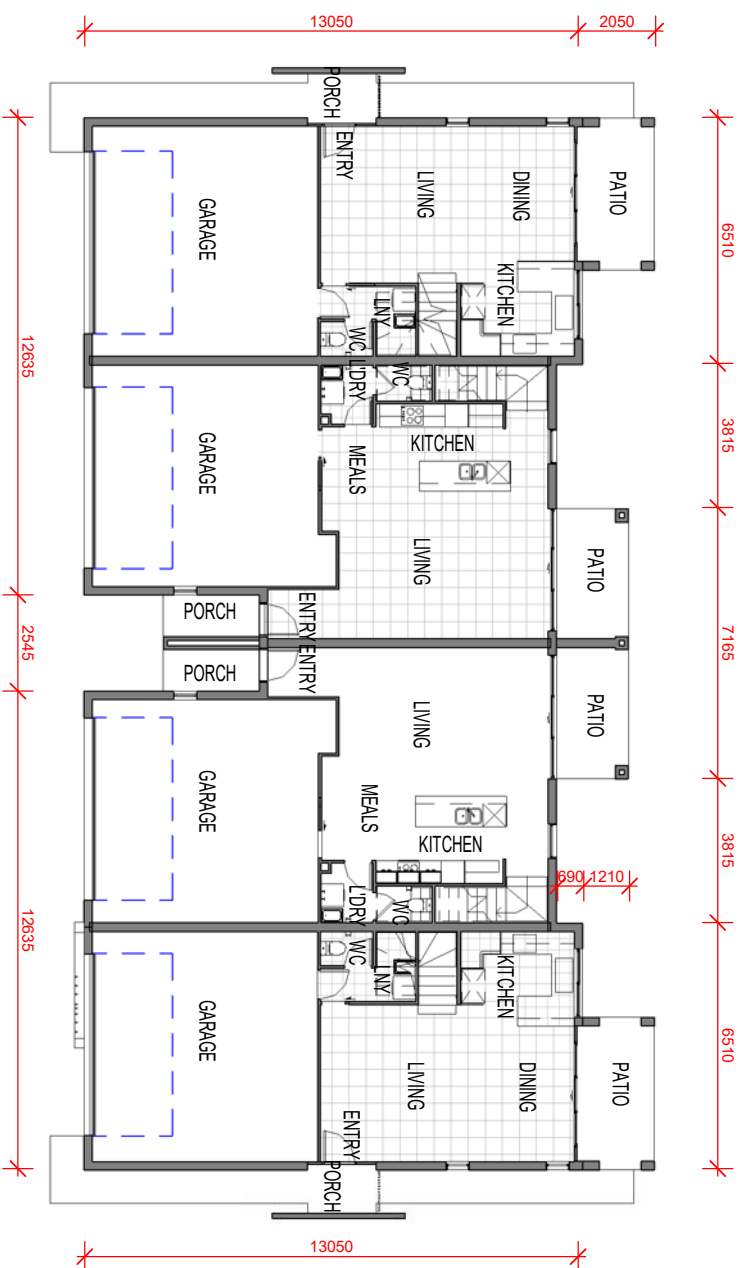 13050
2050
PORCH
ENTRY
GARAGE
LIVING
DINING
PATIO
6510
KITCHEN
LNY
WC
12635
L'DRY
WC
3815
GARAGE
MEALS
KITCHEN
LIVING
PATIO
PORCH
ENTRY
2545
7165
PORCH
ENTRY
LIVING
PATIO
GARAGE
MEALS
KITCHEN
3815
690
1210
L'DRY
WC
12635
WC
LNY
KITCHEN
GARAGE
LIVING
DINING
PATIO
6510
ENTRY
PORCH
13050